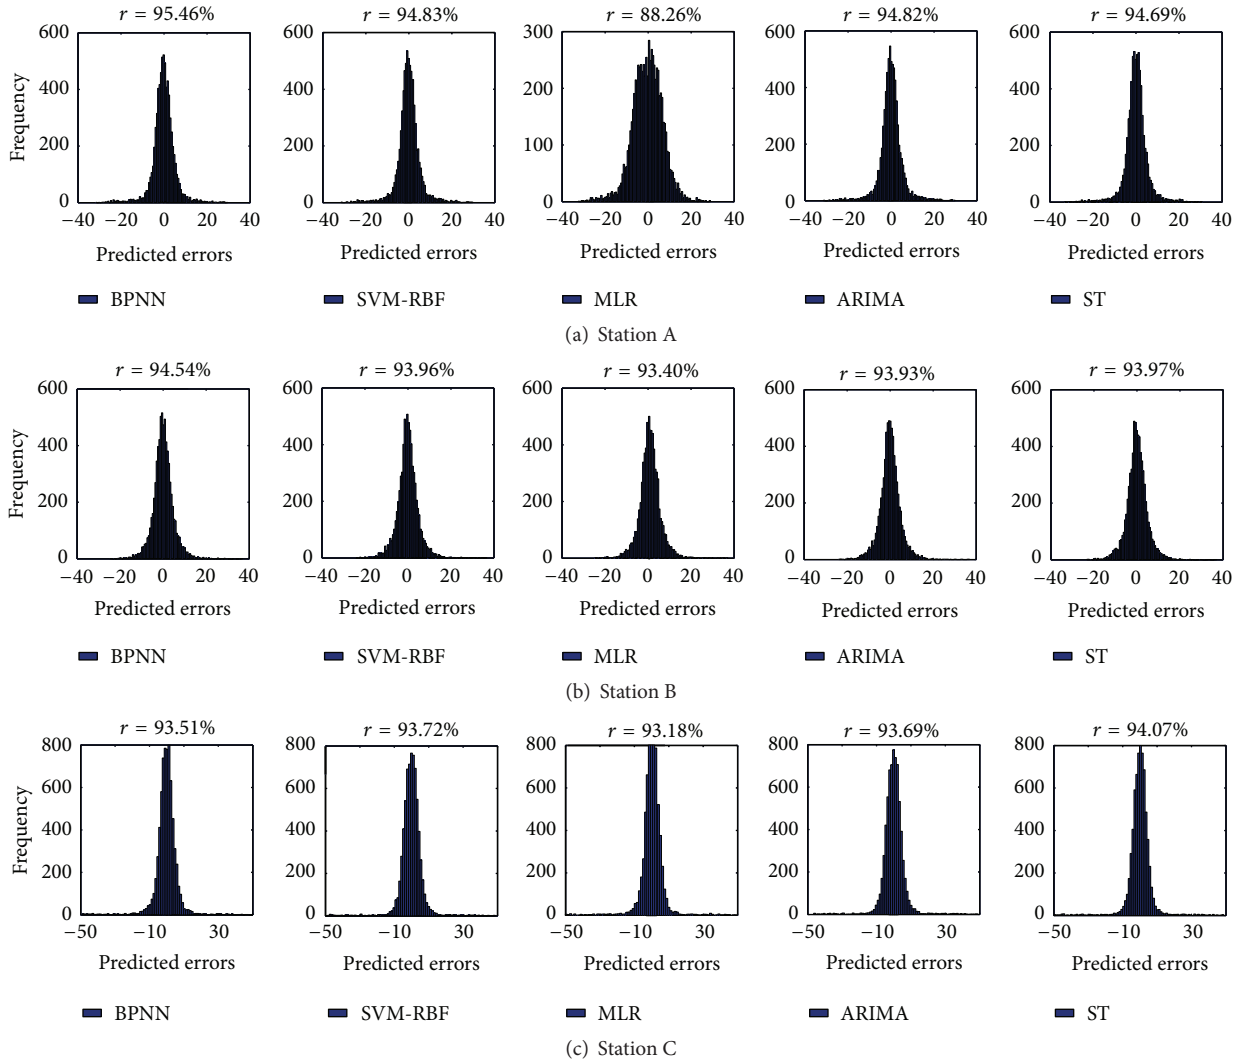 r = 95.46% r = 94.83% r = 88.26% r = 94.82% r = 94.69%
600 600 300 600 600
400 400 200 400 400
200 200 100 200 200
0 0 0 0 0
Frequency
−40 −20 0 20 40 −40 −20 0 20 40 −40 −20 0 20 40 −40 −20 0 20 40 −40 −20 0 20 40
Predicted errors Predicted errors Predicted errors Predicted errors Predicted errors
BPNN SVM-RBF MLR ARIMA ST
(a) Station A
r = 94.54% r = 93.96% r = 93.40% r = 93.93% r = 93.97%
600 600 600 600 600
400 400 400 400 400
200 200 200 200 200
0 0 0 0 0
Frequency
−40 −20 0 20 40 −40 −20 0 20 40 −40 −20 0 20 40 −40 −20 0 20 40 −40 −20 0 20 40
Predicted errors Predicted errors Predicted errors Predicted errors Predicted errors
BPNN SVM-RBF MLR ARIMA ST
(b) Station B
r = 93.51% r = 93.72% r = 93.18% r = 93.69% r = 94.07%
800 800 800 800 800
600 600 600 600 600
400 400 400 400 400
200 200 200 200 200
0 0 0 0 0
Frequency
−50 −10 30 −50 −10 30 −50 −10 30 −50 −10 30 −50 −10 30
Predicted errors Predicted errors Predicted errors Predicted errors Predicted errors
BPNN SVM-RBF MLR ARIMA ST
(c) Station C